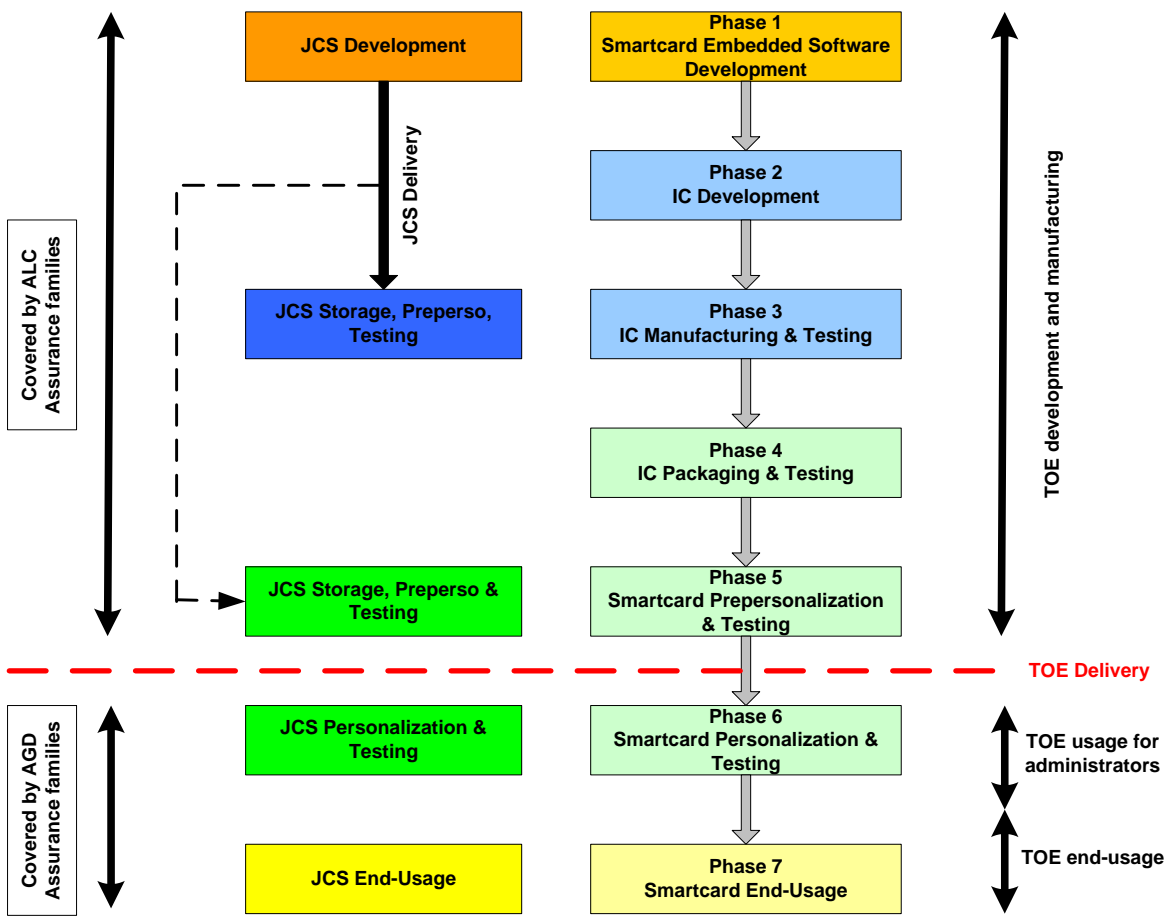 JCS Development
Phase 1
Smartcard Embedded Software
Development
JCS Delivery
Phase 2
IC Development
Covered by ALC
Assurance families
TOE development and manufacturing
JCS Storage, Preperso,
Testing
Phase 3
IC Manufacturing & Testing
Phase 4
IC Packaging & Testing
JCS Storage, Preperso &
Testing
Phase 5
Smartcard Prepersonalization
& Testing
TOE Delivery
Covered by AGD
Assurance families
JCS Personalization &
Testing
Phase 6
Smartcard Personalization &
Testing
TOE usage for
administrators
JCS End-Usage
Phase 7
Smartcard End-Usage
TOE end-usage